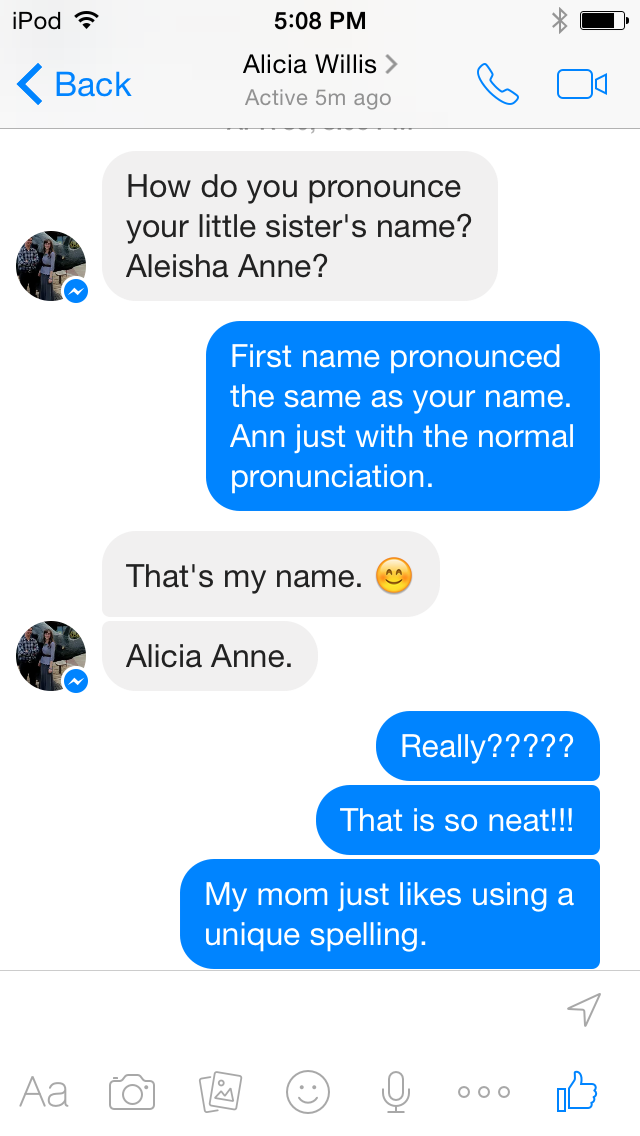 iPod 5:08 PM
Back Alicia Willis
Active 5m ago
How do you pronounce
your little sister's name?
Aleisha Anne?
First name pronounced
the same as your name.
Ann just with the normal
pronunciation.
That's my name. 😊
Alicia Anne.
Really?????
That is so neat!!!
My mom just likes using a
unique spelling.
Aa